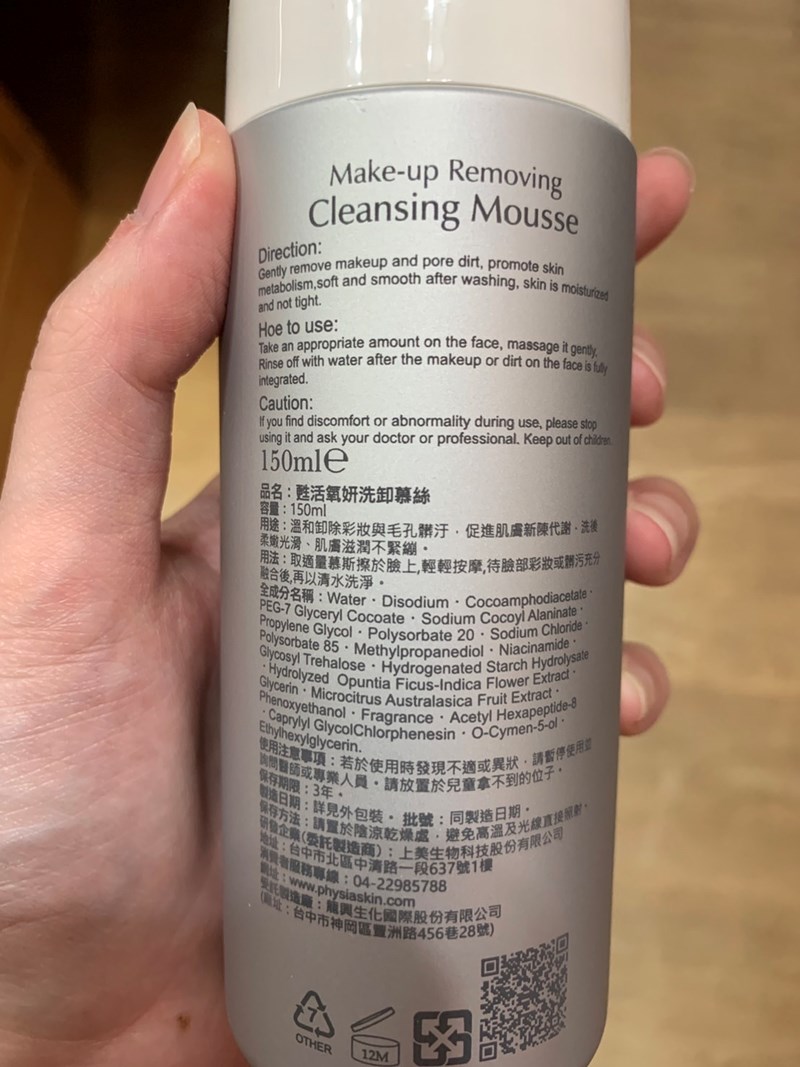 Make-up Removing
Cleansing Mousse
Direction:
Gently remove makeup and pore dirt, promote skin
metabolism,soft and smooth after washing, skin is moisturized
and not tight.
Hoe to use:
Take an appropriate amount on the face, massage it gently,
Rinse off with water after the makeup or dirt on the face is fully
integrated.
Caution:
If you find discomfort or abnormality during use, please stop
using it and ask your doctor or professional. Keep out of children.
150ml℮
品名：甦活氧妍洗卸慕絲
容量：150ml
用途：溫和卸除彩妝與毛孔髒汙，促進肌膚新陳代謝，洗後
柔嫩光滑、肌膚滋潤不緊繃。
用法：取適量慕斯擦於臉上,輕輕按摩,待臉部彩妝或髒污充分
融合後,再以清水洗淨。
全成分名稱：Water · Disodium · Cocoamphodiacetate ·
PEG-7 Glyceryl Cocoate · Sodium Cocoyl Alaninate ·
Propylene Glycol · Polysorbate 20 · Sodium Chloride ·
Polysorbate 85 · Methylpropanediol · Niacinamide ·
Glycosyl Trehalose · Hydrogenated Starch Hydrolysate
· Hydrolyzed Opuntia Ficus-Indica Flower Extract ·
Glycerin · Microcitrus Australasica Fruit Extract ·
Phenoxyethanol · Fragrance · Acetyl Hexapeptide-8
· Caprylyl GlycolChlorphenesin · O-Cymen-5-ol ·
Ethylhexylglycerin.
使用注意事項：若於使用時發現不適或異狀，請暫停使用並
詢問醫師或專業人員。請放置於兒童拿不到的位子。
保存期限：3年。
製造日期：詳見外包裝。 批號：同製造日期。
保存方法：請置於陰涼乾燥處，避免高溫及光線直接照射。
研發企業(委託製造商)：上美生物科技股份有限公司
地址：台中市北區中清路一段637號1樓
消費者服務專線：04-22985788
網址：www.physiaskin.com
受託製造廠：龍興生化國際股份有限公司
(廠址：台中市神岡區豐洲路456巷28號)
7
OTHER
12M